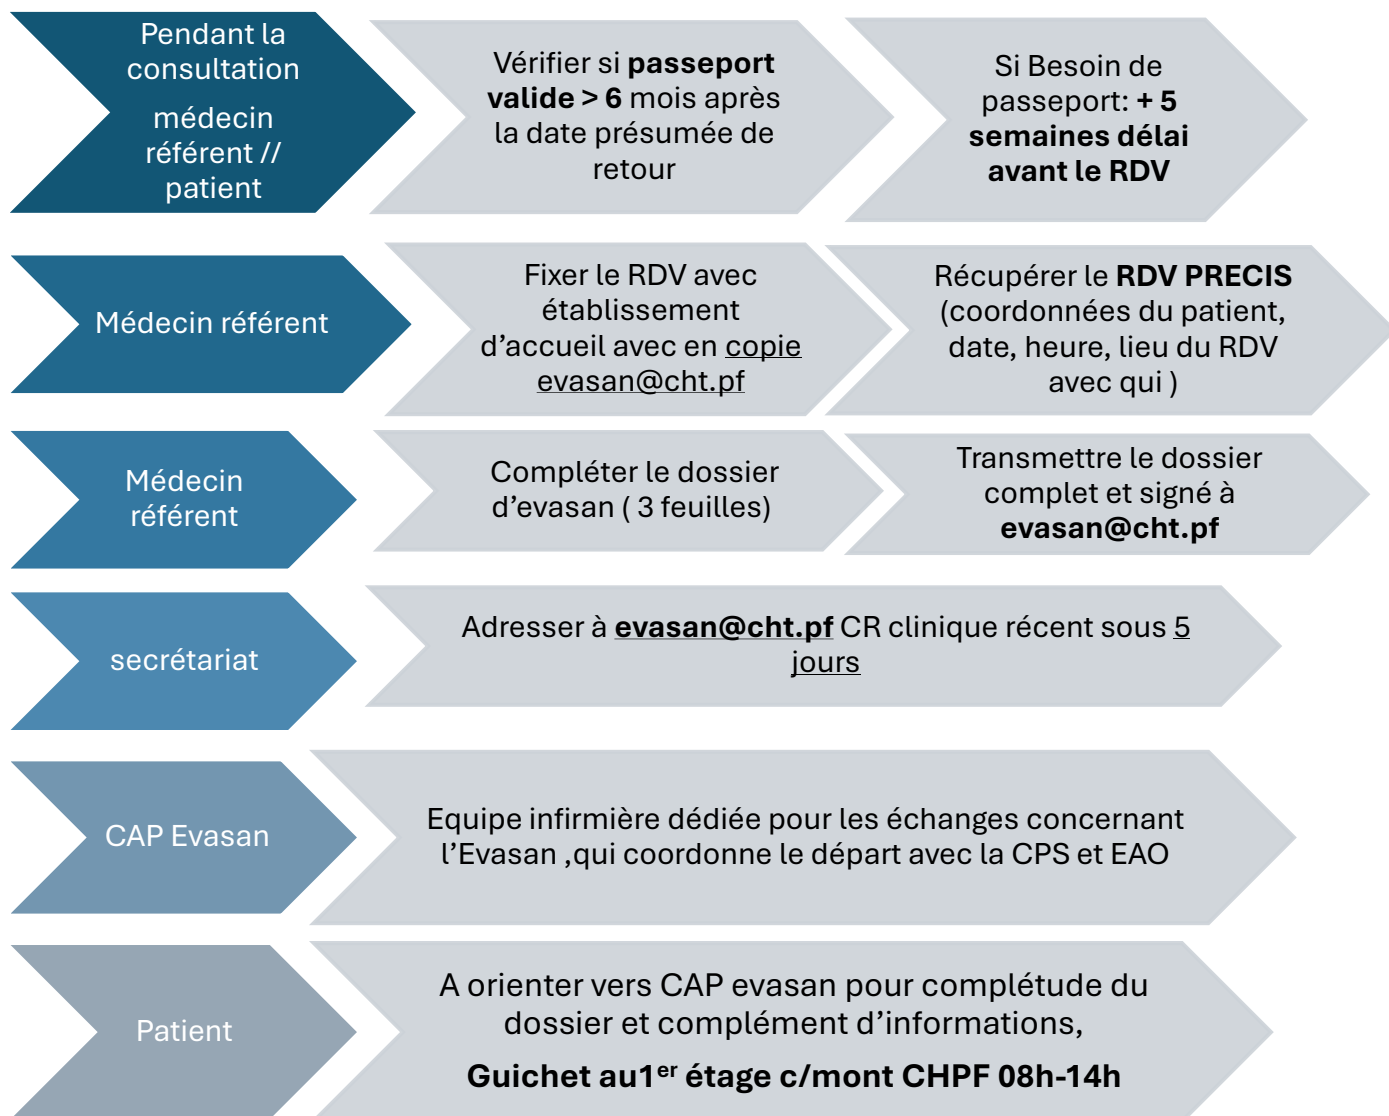 Pendant la
consultation
médecin
référent //
patient
Vérifier si passeport
valide > 6 mois après
la date présumée de
retour
Si Besoin de
passeport: + 5
semaines délai
avant le RDV
Médecin référent
Fixer le RDV avec
établissement
d'accueil avec en copie
evasan@cht.pf
Récupérer le RDV PRECIS
(coordonnées du patient,
date, heure, lieu du RDV
avec qui )
Médecin
référent
Compléter le dossier
d'evasan ( 3 feuilles)
Transmettre le dossier
complet et signé à
evasan@cht.pf
secrétariat
Adresser à evasan@cht.pf CR clinique récent sous 5
jours
CAP Evasan
Equipe infirmière dédiée pour les échanges concernant
l'Evasan ,qui coordonne le départ avec la CPS et EAO
Patient
A orienter vers CAP evasan pour complétude du
dossier et complément d'informations,
Guichet au1er étage c/mont CHPF 08h-14h